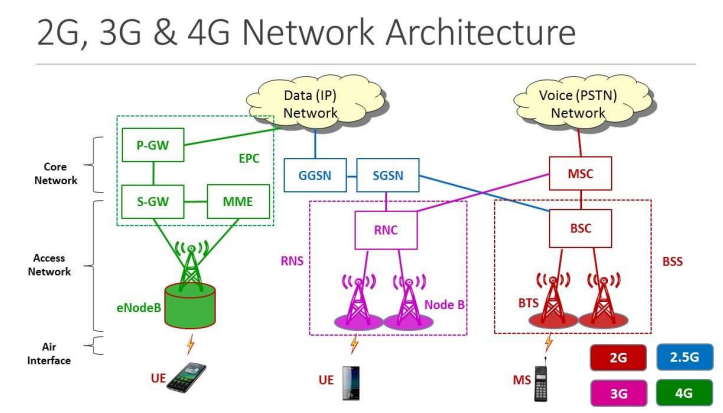 2G, 3G & 4G Network Architecture
Data (IP)
Network
Voice (PSTN)
Network
Core
Network
P-GW
EPC
GGSN
SGSN
MSC
S-GW
MME
RNC
BSC
Access
Network
RNS
BSS
eNodeB
Node B
BTS
Air
Interface
UE
UE
MS
2G
2.5G
3G
4G